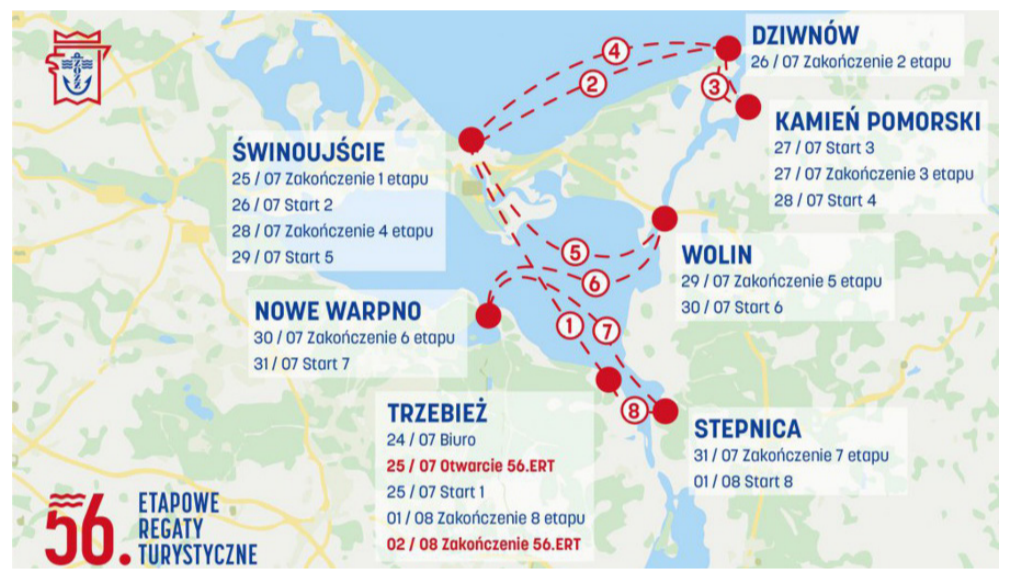 DZIWNÓW
26 / 07 Zakończenie 2 etapu
4
2
3
KAMIEŃ POMORSKI
27 / 07 Start 3
27 / 07 Zakończenie 3 etapu
28 / 07 Start 4
ŚWINOUJŚCIE
25 / 07 Zakończenie 1 etapu
26 / 07 Start 2
28 / 07 Zakończenie 4 etapu
29 / 07 Start 5
5
6
WOLIN
29 / 07 Zakończenie 5 etapu
30 / 07 Start 6
NOWE WARPNO
30 / 07 Zakończenie 6 etapu
31 / 07 Start 7
1
7
8
TRZEBIEŻ
24 / 07 Biuro
25 / 07 Otwarcie 56.ERT
25 / 07 Start 1
01 / 08 Zakończenie 8 etapu
02 / 08 Zakończenie 56.ERT
STEPNICA
31 / 07 Zakończenie 7 etapu
01 / 08 Start 8
56.
ETAPOWE
REGATY
TURYSTYCZNE